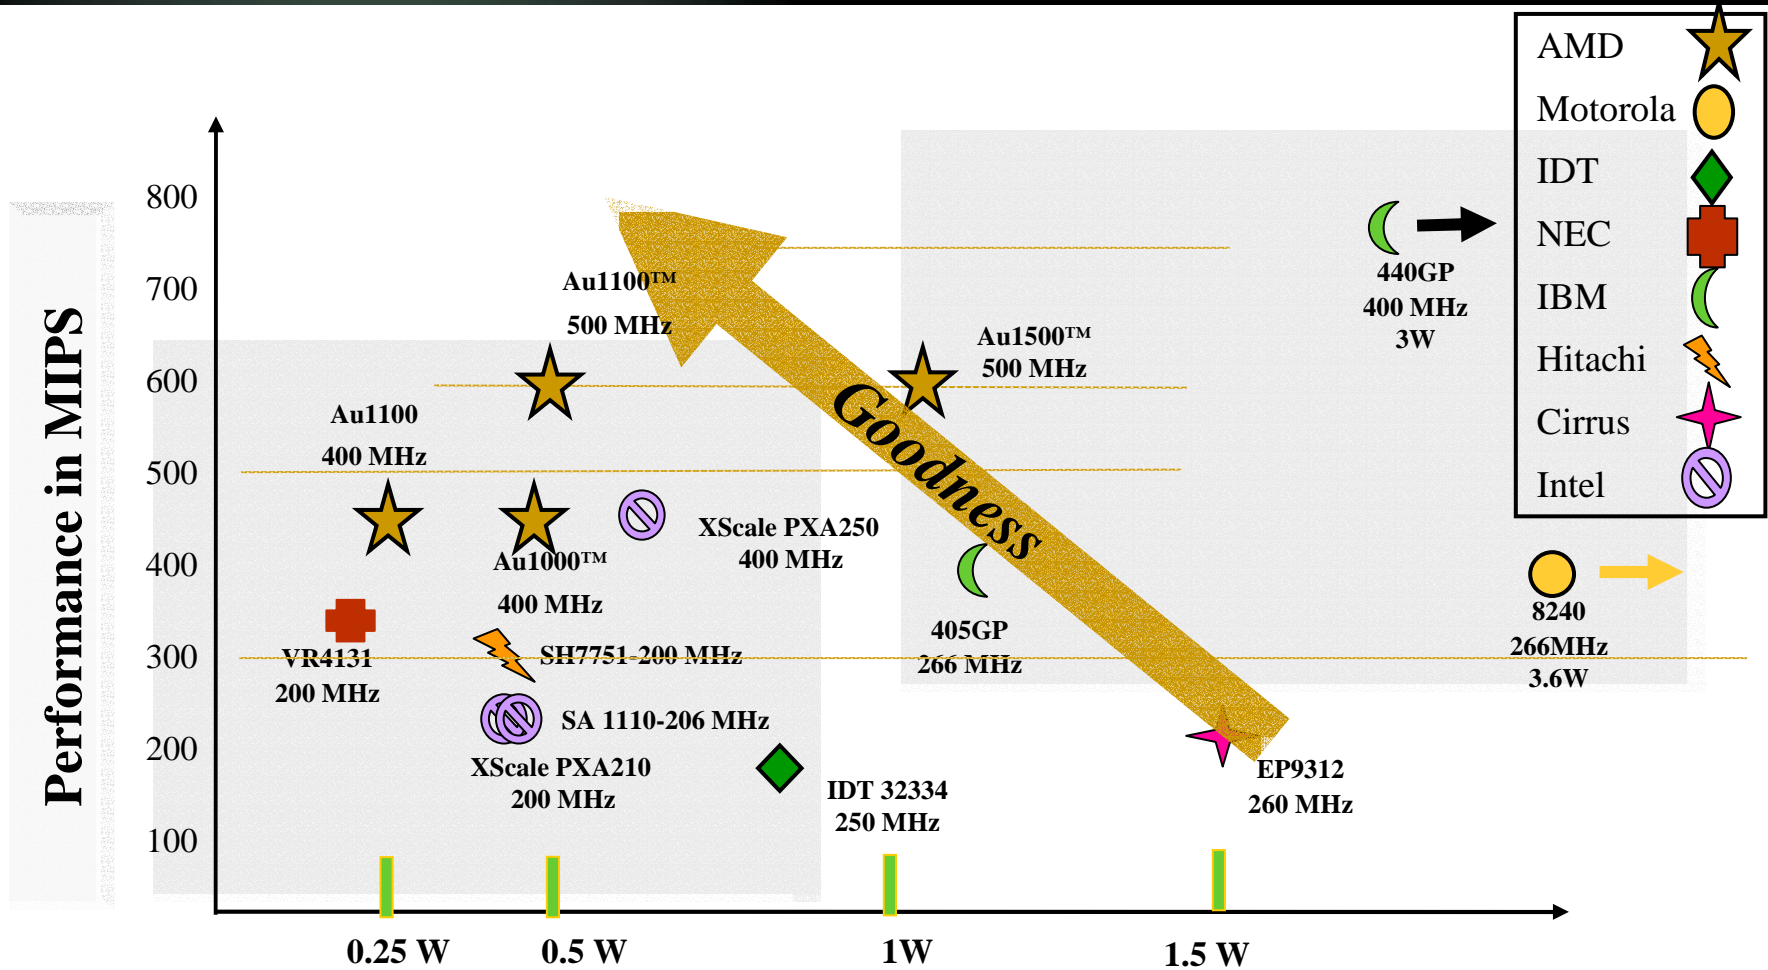 AMD
Motorola
IDT
NEC
IBM
Hitachi
Cirrus
Intel
Performance in MIPS
800
700
600
500
400
300
200
100
Au1100™
500 MHz
Au1100
400 MHz
Au1500™
500 MHz
440GP
400 MHz
3W
Goodness
XScale PXA250
400 MHz
Au1000™
400 MHz
405GP
266 MHz
8240
266MHz
3.6W
VR4131
200 MHz
SH7751-200 MHz
SA 1110-206 MHz
XScale PXA210
200 MHz
IDT 32334
250 MHz
EP9312
260 MHz
0.25 W
0.5 W
1W
1.5 W